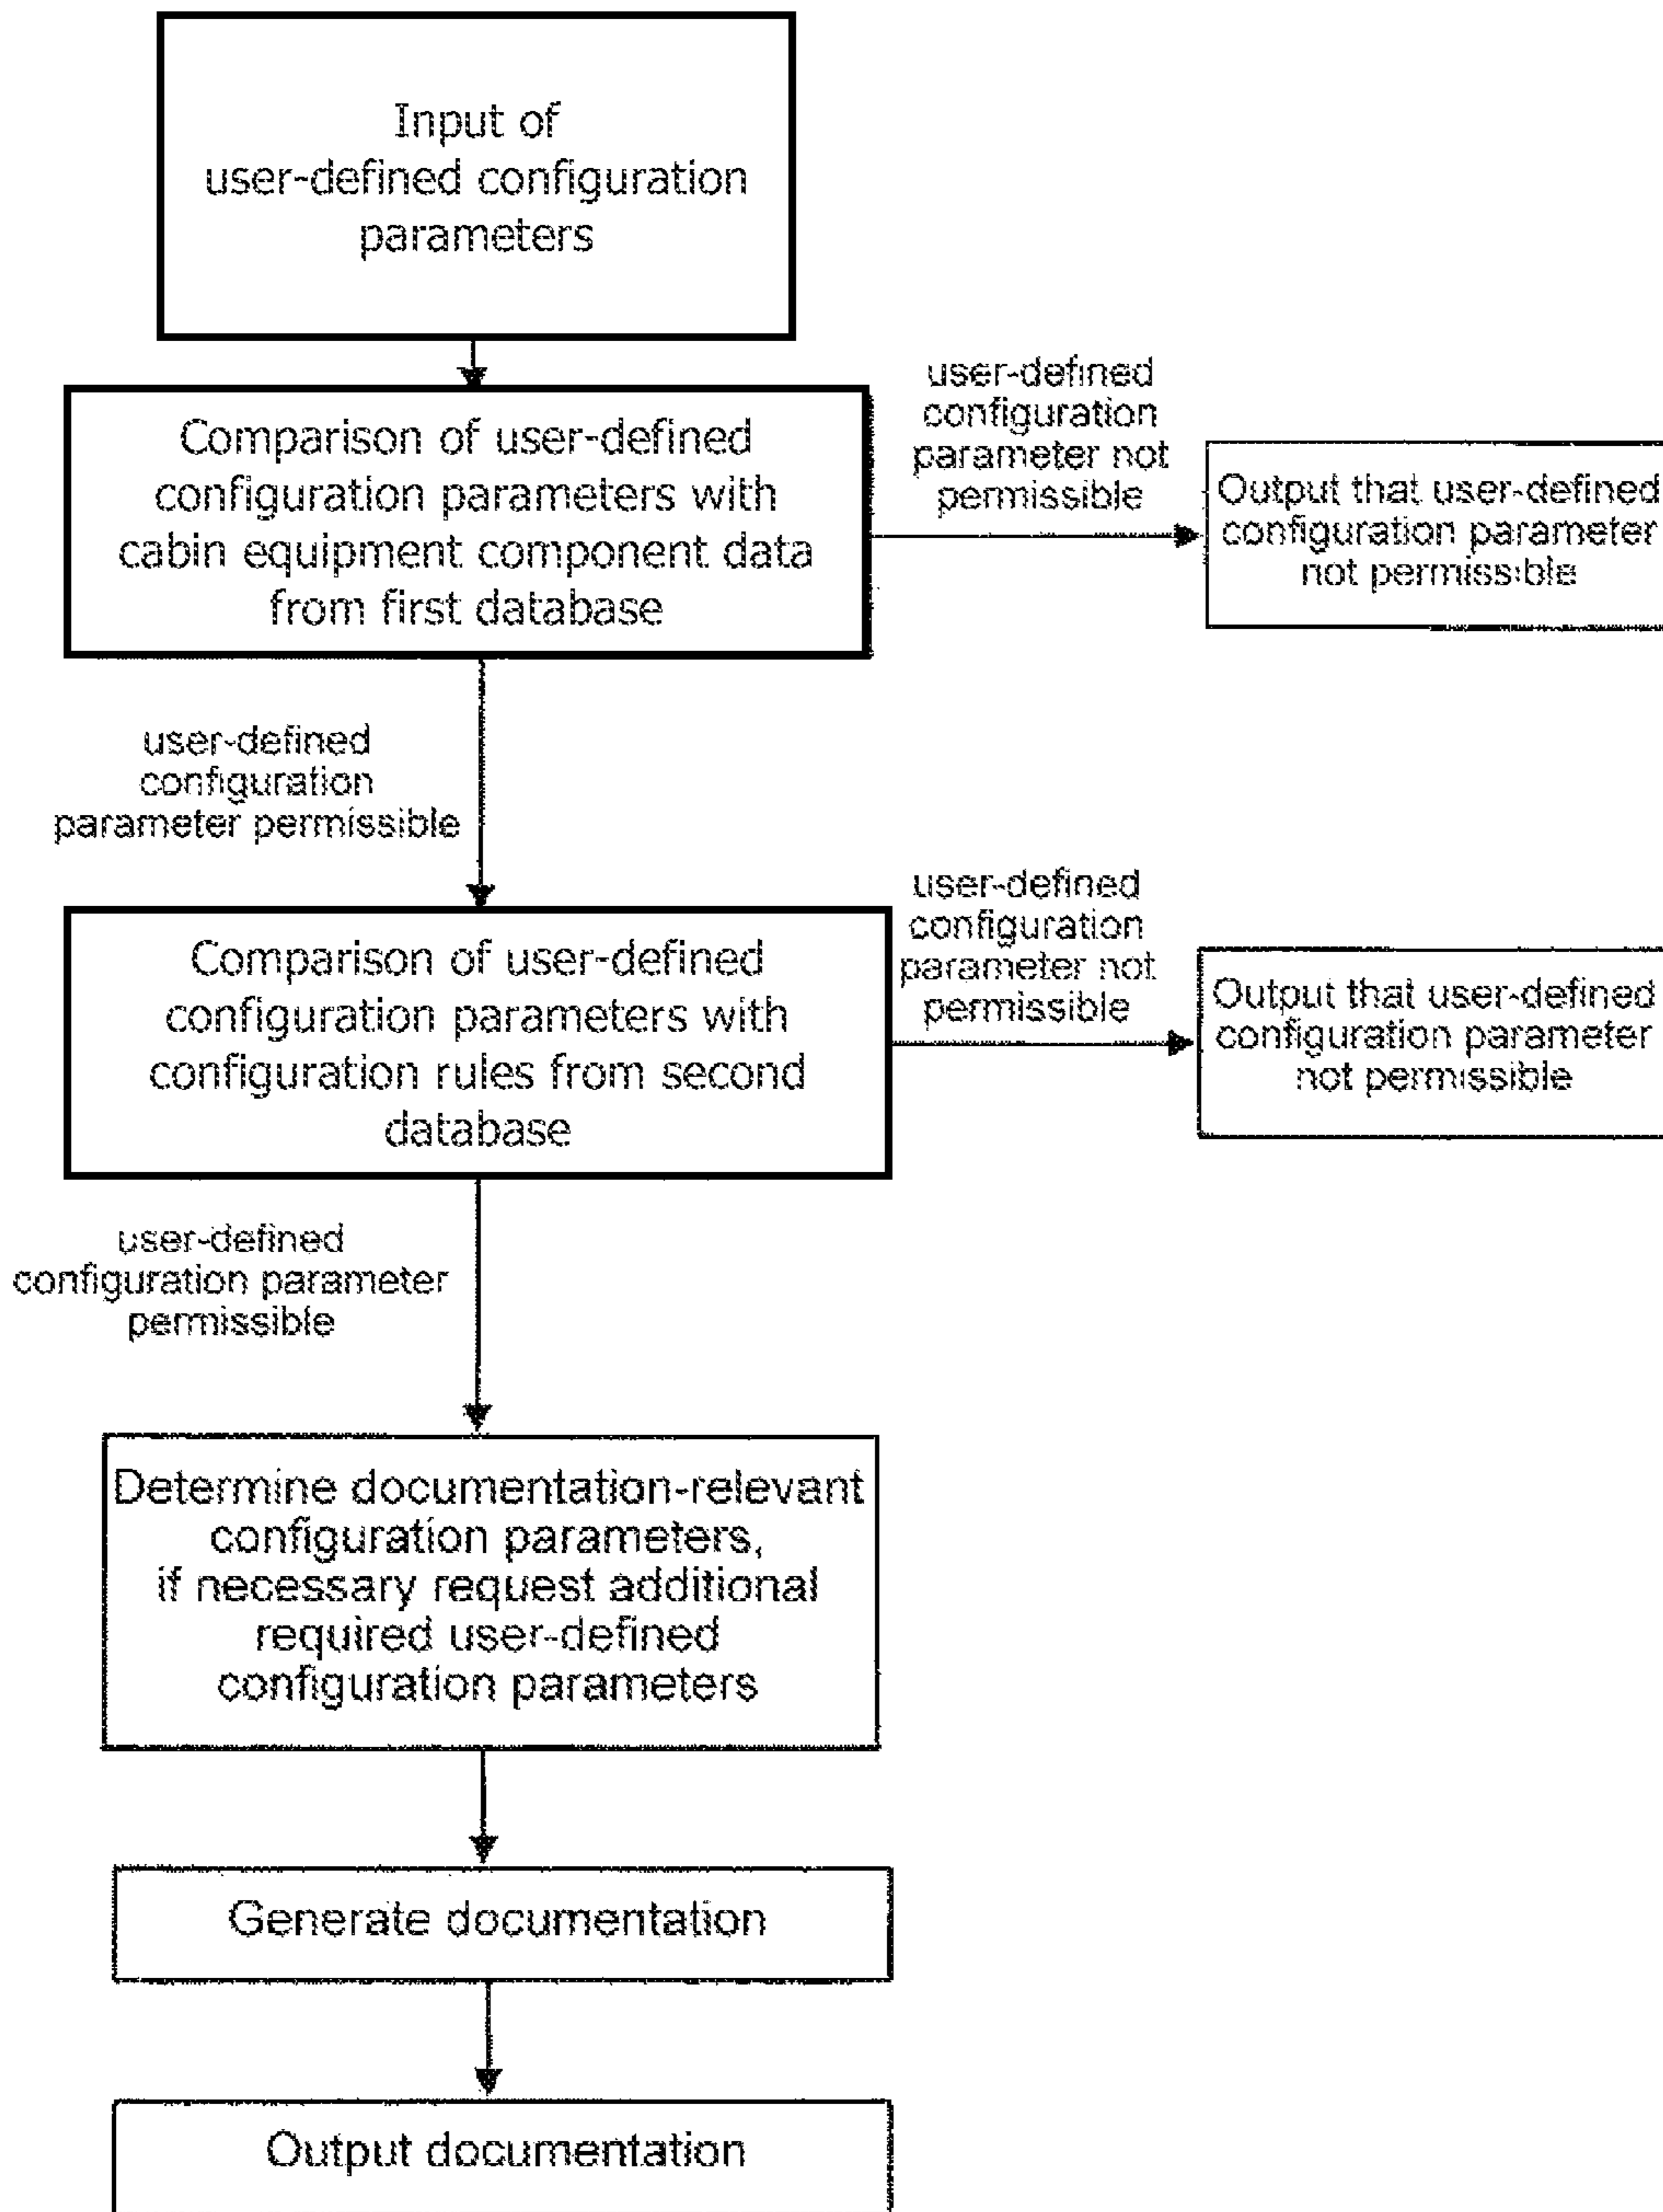 Input of
user-defined configuration
parameters
Comparison of user-defined
configuration parameters with
cabin equipment component data
from first database
user-defined
configuration
parameter not
permissible
Output that user-defined
configuration parameter
not permissible
user-defined
configuration
parameter permissible
Comparison of user-defined
configuration parameters with
configuration rules from second
database
user-defined
configuration
parameter not
permissible
Output that user-defined
configuration parameter
not permissible
user-defined
configuration parameter
permissible
Determine documentation-relevant
configuration parameters,
if necessary request additional
required user-defined
configuration parameters
Generate documentation
Output documentation